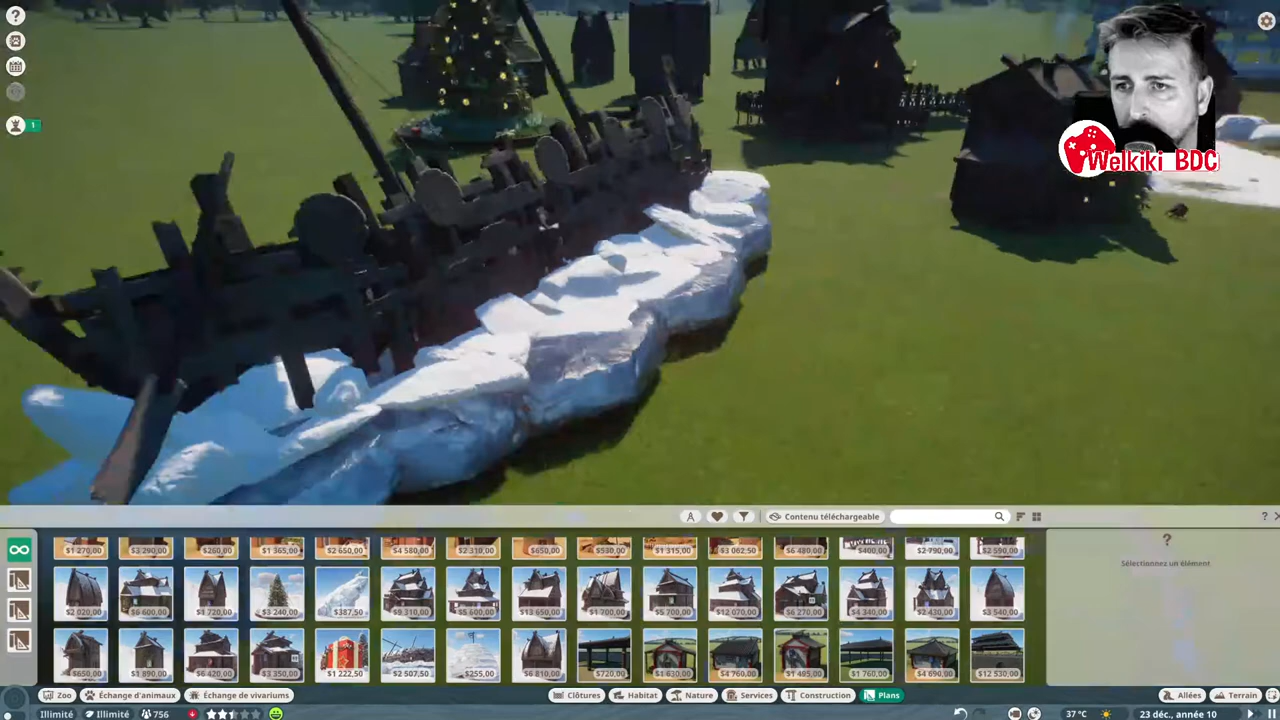 ?
1
Welkiki BDC
Contenu téléchargeable
? ×
$1 270,00 $3 290,00 $260,00 $1 365,00 $2 650,00 $4 580,00 $2 310,00 $650,00 $530,00 $1 315,00 $3 062,50 $6 480,00 $400,00 $2 790,00 $2 590,00
?
Sélectionnez un élément
$2 020,00 $6 600,00 $1 720,00 $3 240,00 $387,50 $9 310,00 $5 600,00 $13 650,00 $1 700,00 $5 700,00 $12 070,00 $6 270,00 $4 340,00 $2 430,00 $3 540,00
$650,00 $1 890,00 $6 420,00 $3 350,00 $1 222,50 $2 507,50 $255,00 $6 810,00 $720,00 $1 630,00 $4 760,00 $1 495,00 $1 760,00 $4 690,00 $12 530,00
Zoo Échange d'animaux Échange de vivariums Clôtures Habitat Nature Services Construction Plans Allées Terrain
Illimité Illimité 756 37 °C 23 déc., année 10